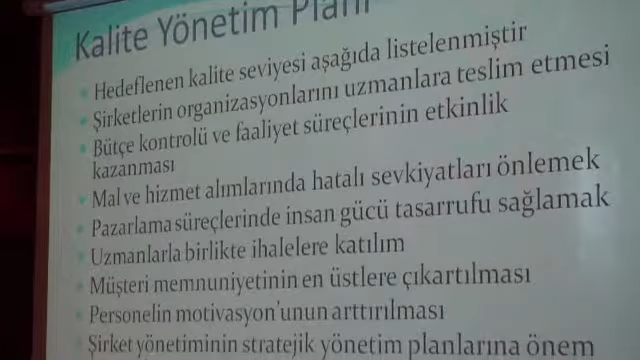 Kalite Yönetim Planı
Hedeflenen kalite seviyesi aşağıda listelenmiştir
Şirketlerin organizasyonlarını uzmanlara teslim etmesi
Bütçe kontrolü ve faaliyet süreçlerinin etkinlik
kazanması
Mal ve hizmet alımlarında hatalı sevkiyatları önlemek
Pazarlama süreçlerinde insan gücü tasarrufu sağlamak
Uzmanlarla birlikte ihalelere katılım
Müşteri memnuniyetinin en üstlere çıkartılması
Personelin motivasyon'unun arttırılması
Şirket yönetiminin stratejik yönetim planlarına önem